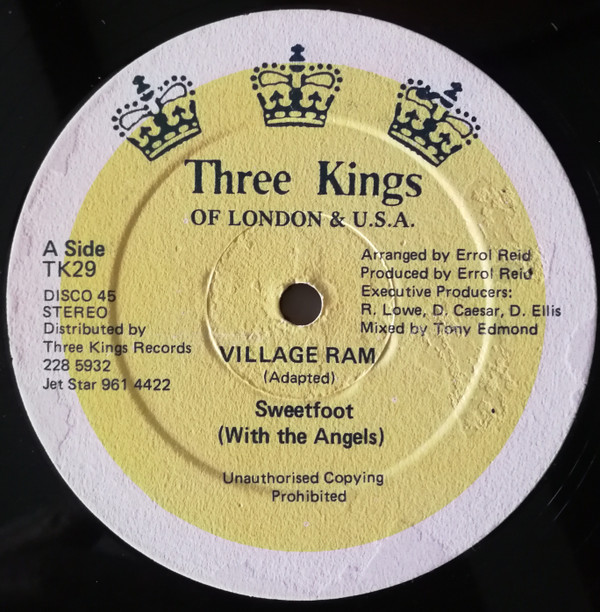 Three Kings
OF LONDON & U.S.A.
A Side
TK29
DISCO 45
STEREO
Distributed by
Three Kings Records
228 5932
Jet Star 961 4422
Arranged by Errol Reid
Produced by Errol Reid
Executive Producers:
R. Lowe, D. Caesar, D. Ellis
Mixed by Tony Edmond
VILLAGE RAM
(Adapted)
Sweetfoot
(With the Angels)
Unauthorised Copying
Prohibited